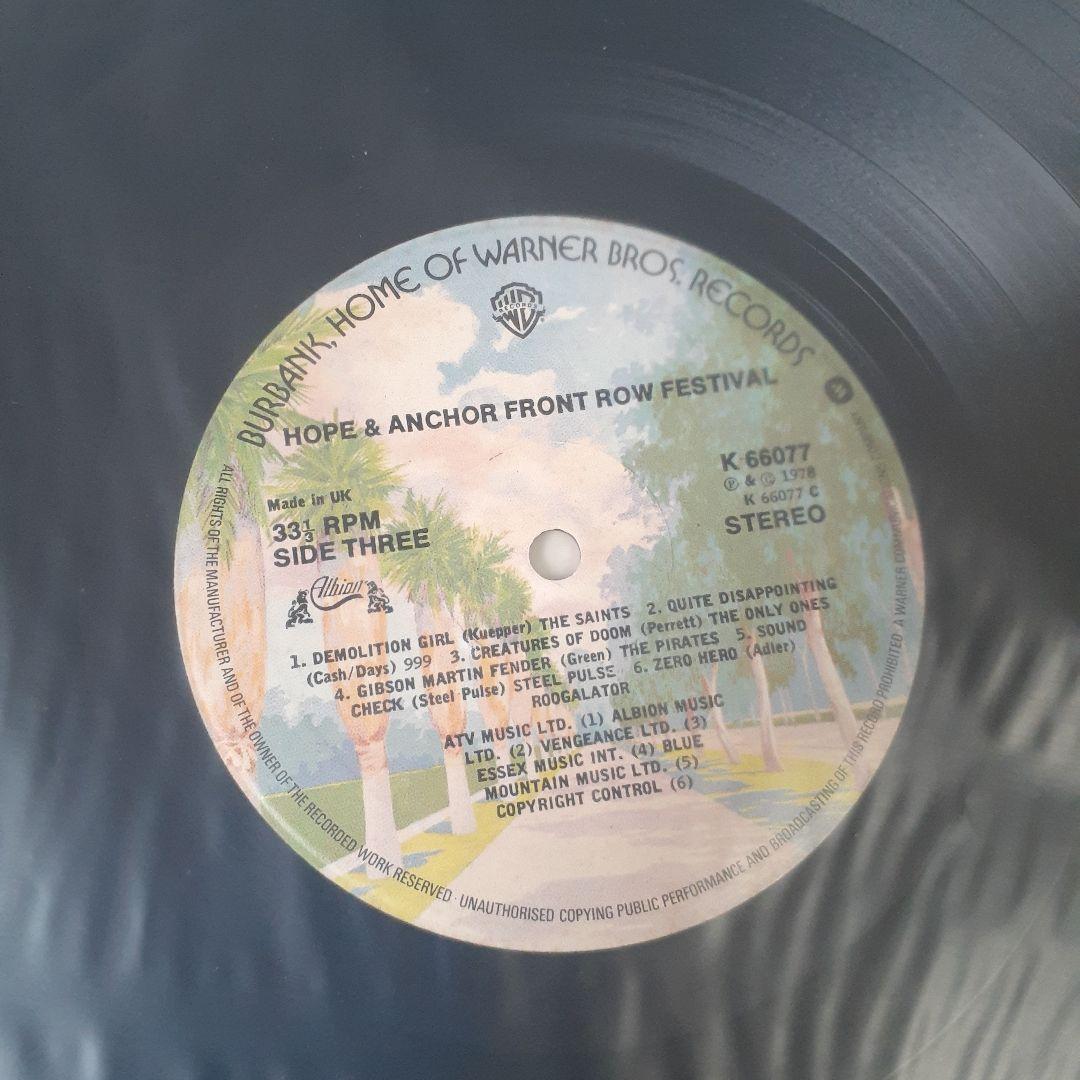 BURBANK, HOME OF WARNER BROS. RECORDS
WB
RECORDS
HOPE & ANCHOR FRONT ROW FESTIVAL
Made in UK
33⅓ RPM
SIDE THREE
Albion
K 66077
℗ & © 1978
K 66077 C
STEREO
1. DEMOLITION GIRL (Kuepper) THE SAINTS 2. QUITE DISAPPOINTING
(Cash/Days) 999 3. CREATURES OF DOOM (Perrett) THE ONLY ONES
4. GIBSON MARTIN FENDER (Green) THE PIRATES 5. SOUND
CHECK (Steel Pulse) STEEL PULSE 6. ZERO HERO (Adler)
ROOGALATOR
ATV MUSIC LTD. (1) ALBION MUSIC
LTD. (2) VENGEANCE LTD. (3)
ESSEX MUSIC INT. (4) BLUE
MOUNTAIN MUSIC LTD. (5)
COPYRIGHT CONTROL (6)
ALL RIGHTS OF THE MANUFACTURER AND OF THE OWNER OF THE RECORDED WORK RESERVED · UNAUTHORISED COPYING PUBLIC PERFORMANCE AND BROADCASTING OF THIS RECORD PROHIBITED A WARNER COMPANY